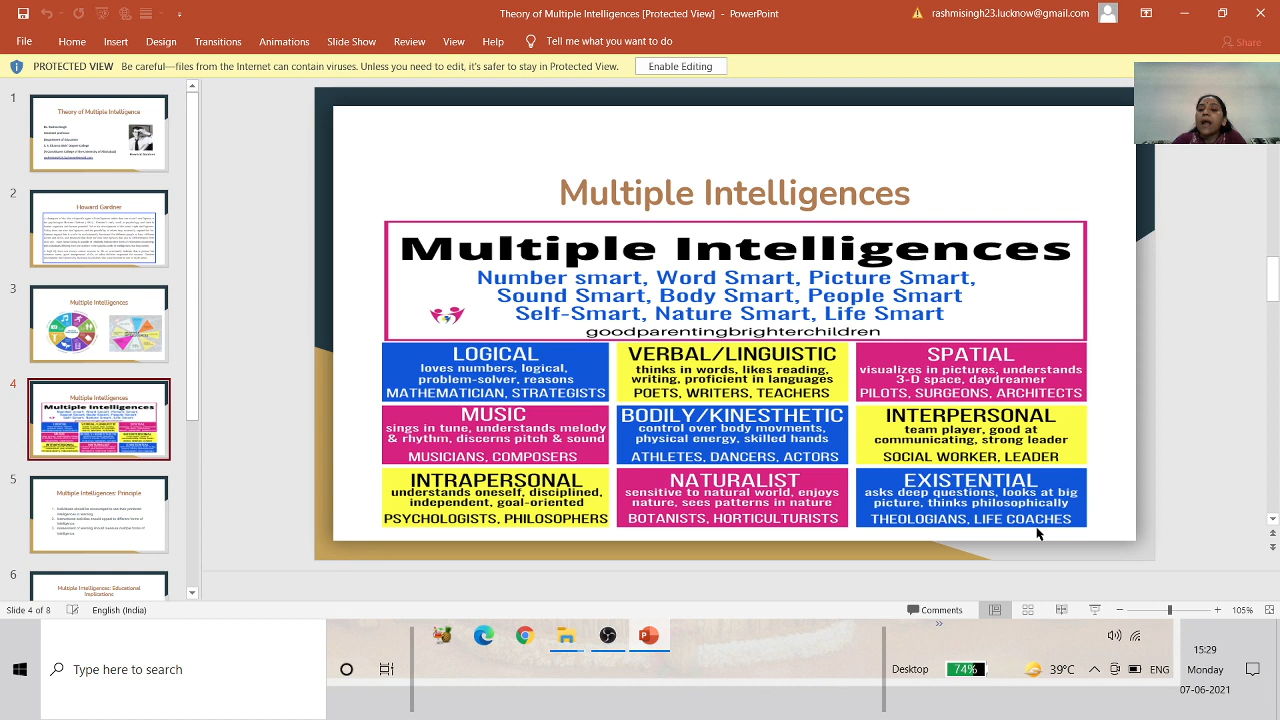 Theory of Multiple Intelligences [Protected View] - PowerPoint
rashmisingh23.lucknow@gmail.com
File Home Insert Design Transitions Animations Slide Show Review View Help Tell me what you want to do
Share
PROTECTED VIEW Be careful—files from the Internet can contain viruses. Unless you need to edit, it's safer to stay in Protected View.
Enable Editing
1
Theory of Multiple Intelligence
2
Howard Gardner
3
Multiple Intelligences
4
Multiple Intelligences
Multiple Intelligences
5
Multiple Intelligences: Principle
6
Multiple Intelligences: Educational
Implications
Multiple Intelligences
Multiple Intelligences
Number smart, Word Smart, Picture Smart,
Sound Smart, Body Smart, People Smart
Self-Smart, Nature Smart, Life Smart
goodparentingbrighterchildren
LOGICAL
loves numbers, logical,
problem-solver, reasons
MATHEMATICIAN, STRATEGISTS
VERBAL/LINGUISTIC
thinks in words, likes reading,
writing, proficient in languages
POETS, WRITERS, TEACHERS
SPATIAL
visualizes in pictures, understands
3-D space, daydreamer
PILOTS, SURGEONS, ARCHITECTS
MUSIC
sings in tune, understands melody
& rhythm, discerns pitch & sound
MUSICIANS, COMPOSERS
BODILY/KINESTHETIC
control over body movments,
physical energy, skilled hands
ATHLETES, DANCERS, ACTORS
INTERPERSONAL
team player, good at
communicating, strong leader
SOCIAL WORKER, LEADER
INTRAPERSONAL
understands oneself, disciplined,
independent, goal-oriented
PSYCHOLOGISTS, PHILOSOPHERS
NATURALIST
sensitive to natural world, enjoys
nature, sees patterns in nature
BOTANISTS, HORTICULTURISTS
EXISTENTIAL
asks deep questions, looks at big
picture, thinks philosophically
THEOLOGIANS, LIFE COACHES
Slide 4 of 8 English (India)
Comments
105%
Type here to search
Desktop
74%
39°C
ENG
15:29
Monday
07-06-2021